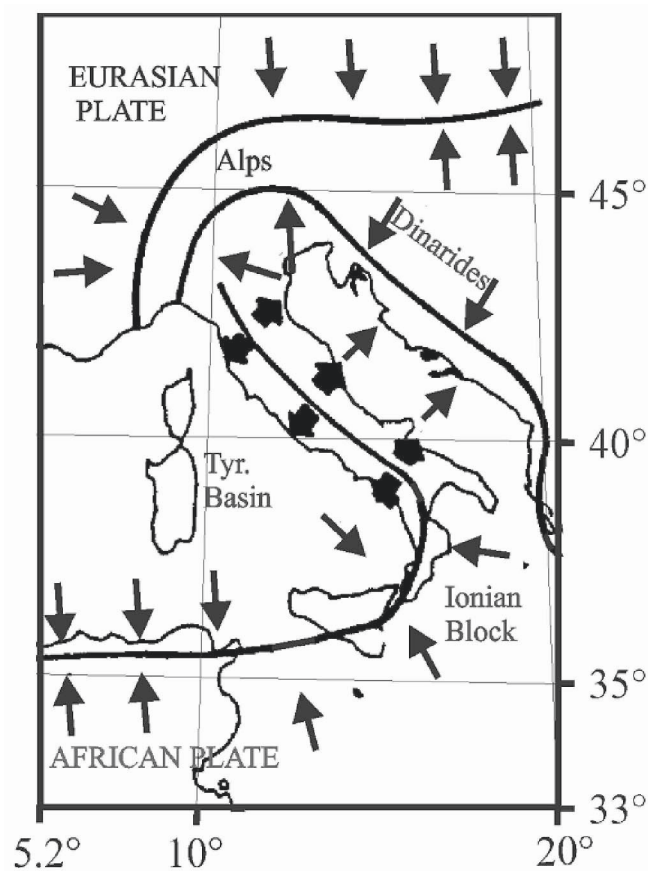 EURASIAN
PLATE
Alps
45°
Dinarides
40°
Tyr.
Basin
Ionian
Block
35°
AFRICAN PLATE
33°
5.2°
10°
20°